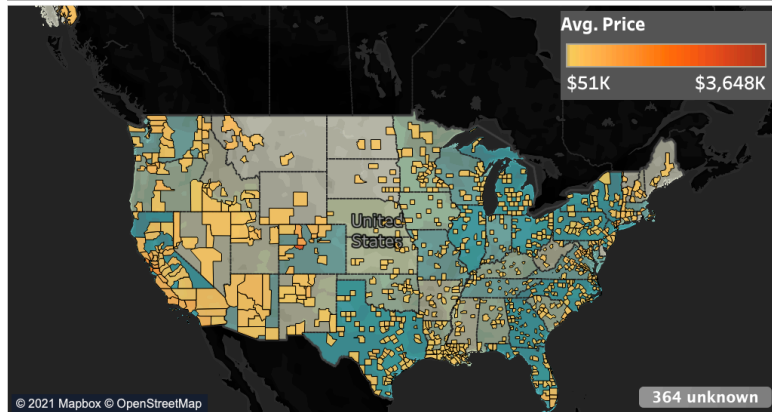 Avg. Price
$51K $3,648K
United
States
© 2021 Mapbox © OpenStreetMap
364 unknown